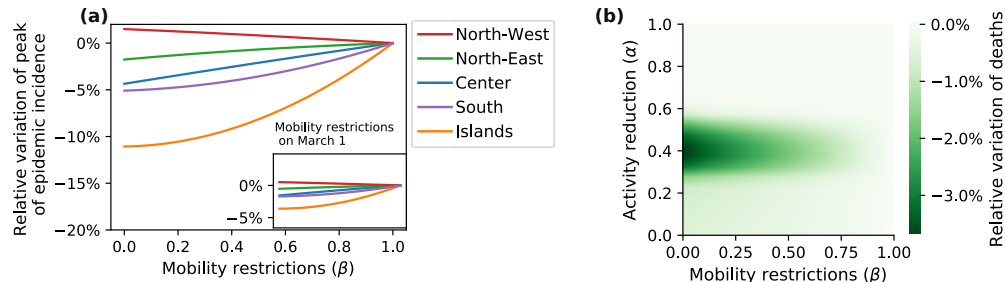 (a)
Relative variation of peak
of epidemic incidence
0%
−5%
−10%
−15%
−20%
0.0 0.2 0.4 0.6 0.8 1.0
Mobility restrictions (β)
North-West
North-East
Center
South
Islands
Mobility restrictions
on March 1
0%
−5%
(b)
Activity reduction (α)
1.0
0.8
0.6
0.4
0.2
0.0
0.00 0.25 0.50 0.75 1.00
Mobility restrictions (β)
0.0%
−1.0%
−2.0%
−3.0%
Relative variation of deaths